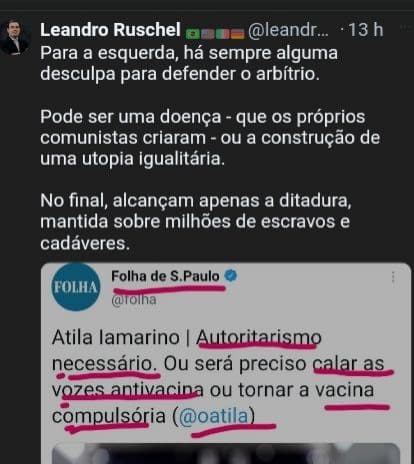 Leandro Ruschel @leandr... · 13 h
Para a esquerda, há sempre alguma
desculpa para defender o arbítrio.
Pode ser uma doença - que os próprios
comunistas criaram - ou a construção de
uma utopia igualitária.
No final, alcançam apenas a ditadura,
mantida sobre milhões de escravos e
cadáveres.
FOLHA
Folha de S.Paulo
@folha
Atila Iamarino | Autoritarismo
necessário. Ou será preciso calar as
vozes antivacina ou tornar a vacina
compulsória (@oatila)